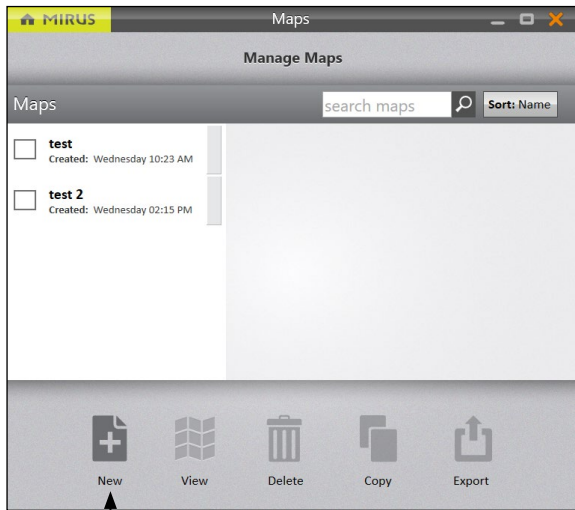 MIRUS Maps
Manage Maps
Maps search maps Sort: Name
test
Created: Wednesday 10:23 AM
test 2
Created: Wednesday 02:15 PM
New View Delete Copy Export